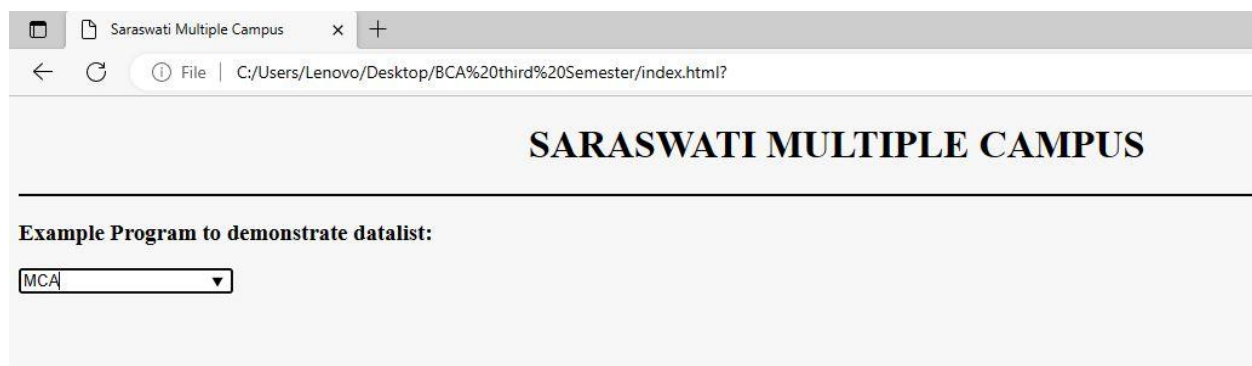 Saraswati Multiple Campus
File | C:/Users/Lenovo/Desktop/BCA%20third%20Semester/index.html?
SARASWATI MULTIPLE CAMPUS
Example Program to demonstrate datalist:
MCA